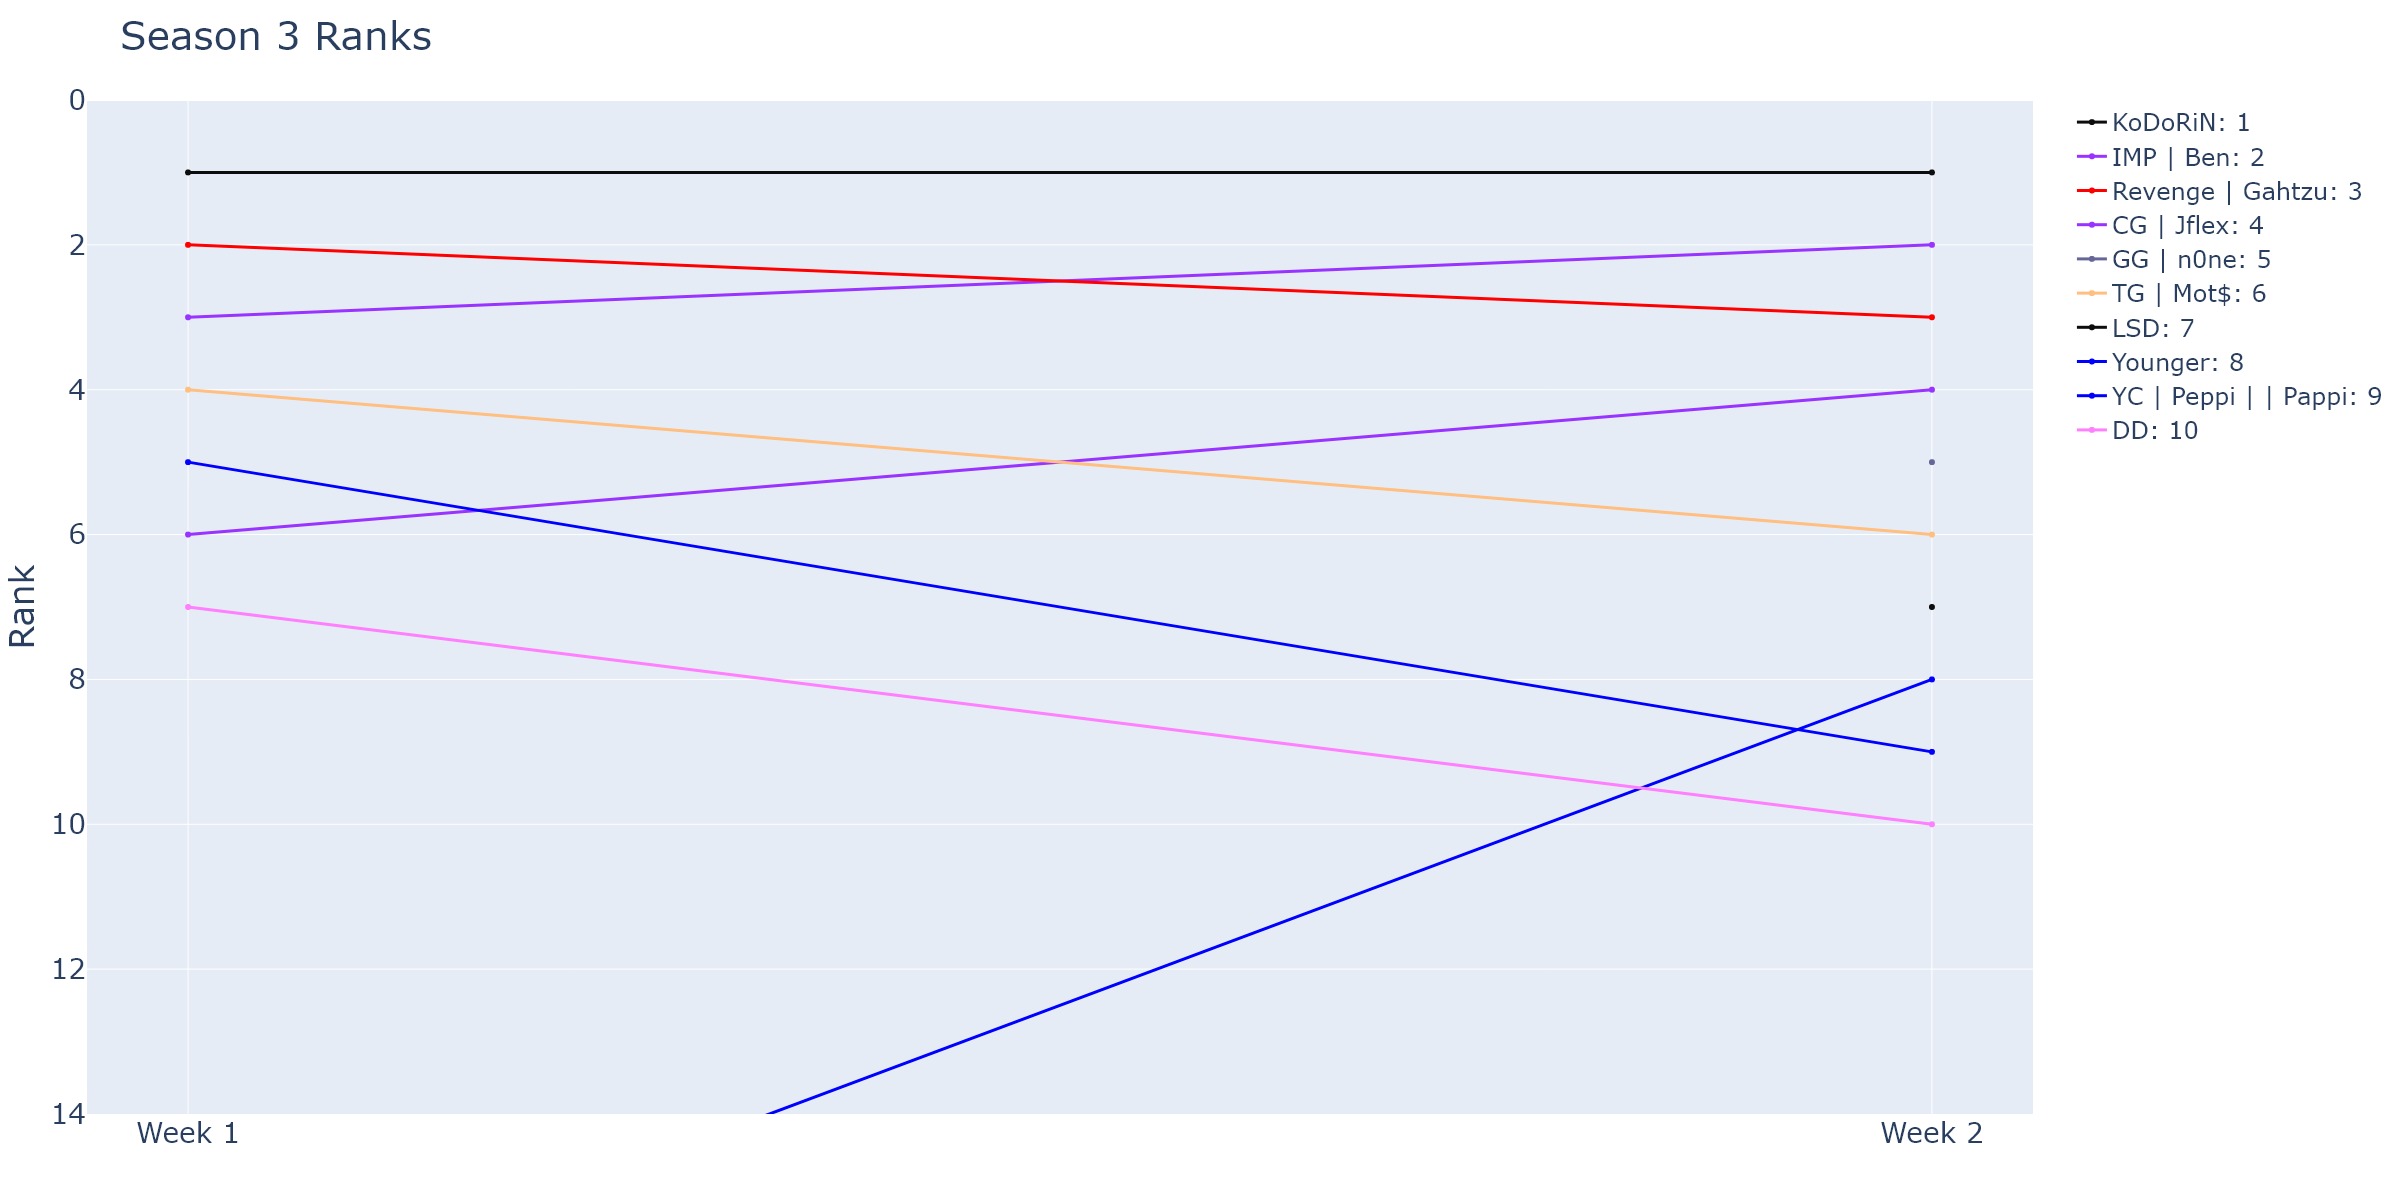 Season 3 Ranks
0
2
4
6
8
10
12
14
Rank
Week 1
Week 2
KoDoRiN: 1
IMP | Ben: 2
Revenge | Gahtzu: 3
CG | Jflex: 4
GG | n0ne: 5
TG | Mot$: 6
LSD: 7
Younger: 8
YC | Peppi | | Pappi: 9
DD: 10